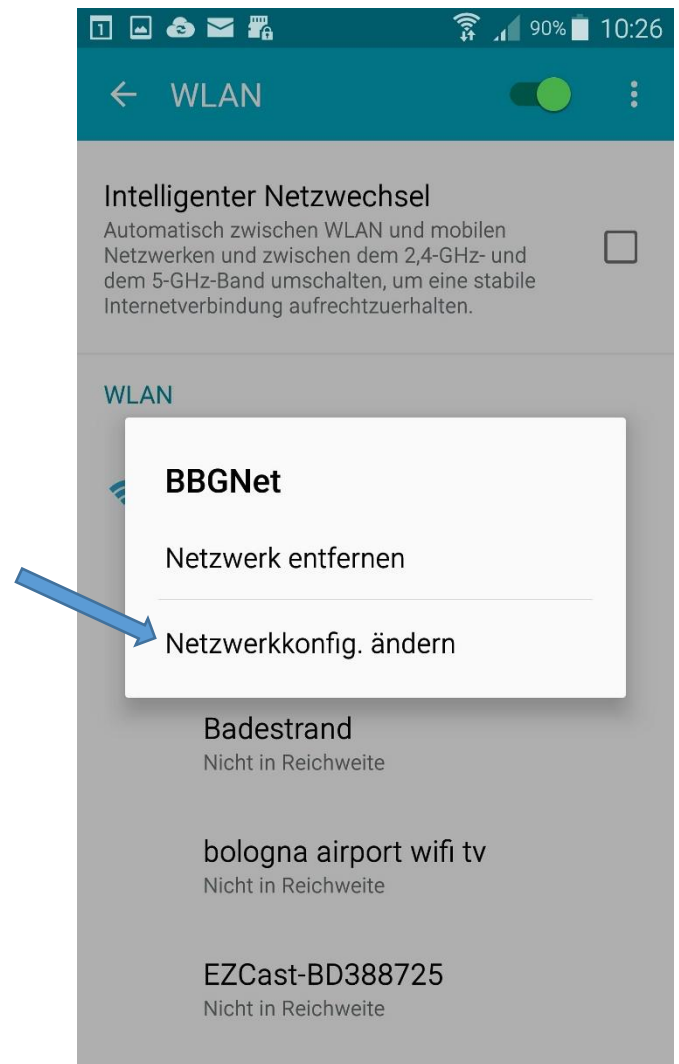 1
90% 10:26
WLAN
Intelligenter Netzwechsel
Automatisch zwischen WLAN und mobilen
Netzwerken und zwischen dem 2,4-GHz- und
dem 5-GHz-Band umschalten, um eine stabile
Internetverbindung aufrechtzuerhalten.
WLAN
BBGNet
Netzwerk entfernen
Netzwerkkonfig. ändern
Badestrand
Nicht in Reichweite
bologna airport wifi tv
Nicht in Reichweite
EZCast-BD388725
Nicht in Reichweite